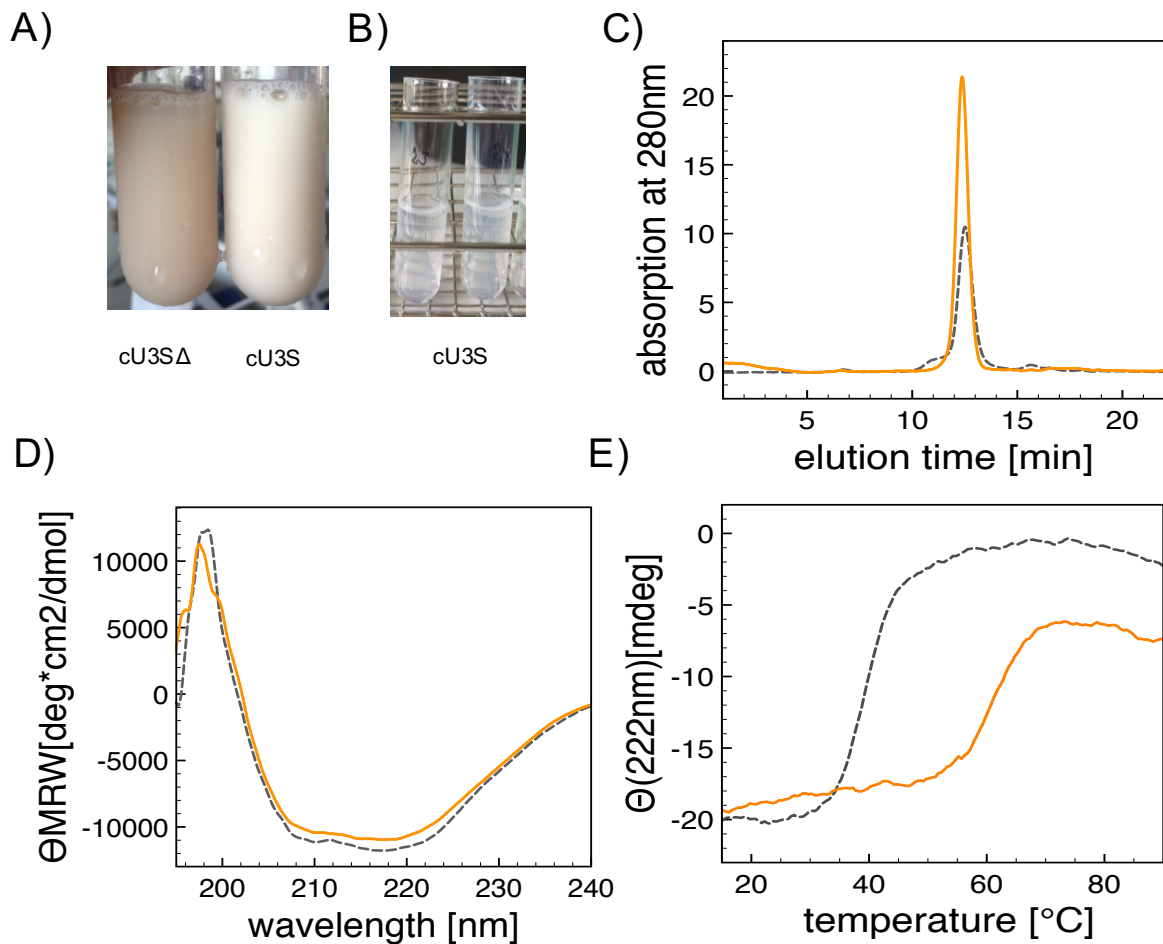 A)
B)
C)
cU3SΔ
cU3S
cU3S
absorption at 280nm
20
15
10
5
0
5
10
15
20
elution time [min]
D)
E)
ΘMRW[deg*cm2/dmol]
10000
5000
0
-5000
-10000
200
210
220
230
240
wavelength [nm]
Θ(222nm)[mdeg]
0
-5
-10
-15
-20
20
40
60
80
temperature [°C]